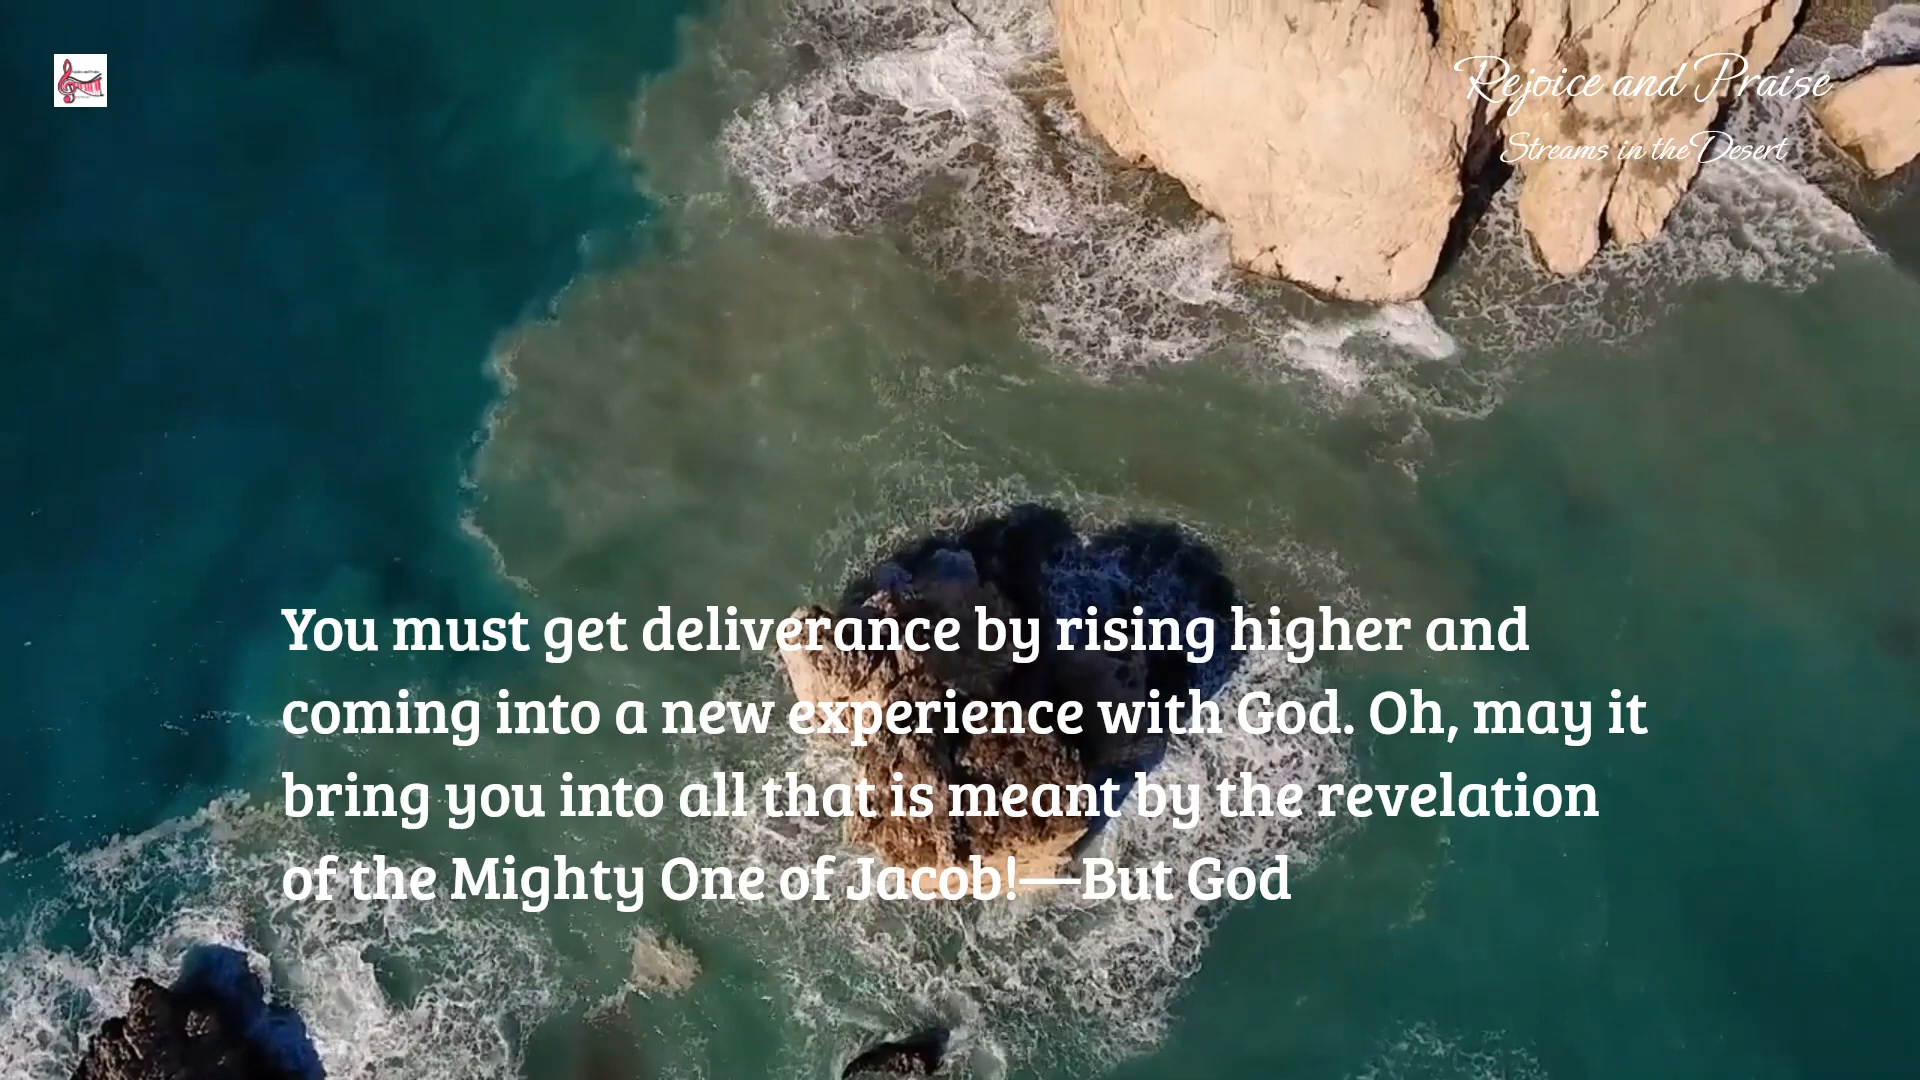 Rejoice and Praise
Streams in the Desert
You must get deliverance by rising higher and
coming into a new experience with God. Oh, may it
bring you into all that is meant by the revelation
of the Mighty One of Jacob!—But God